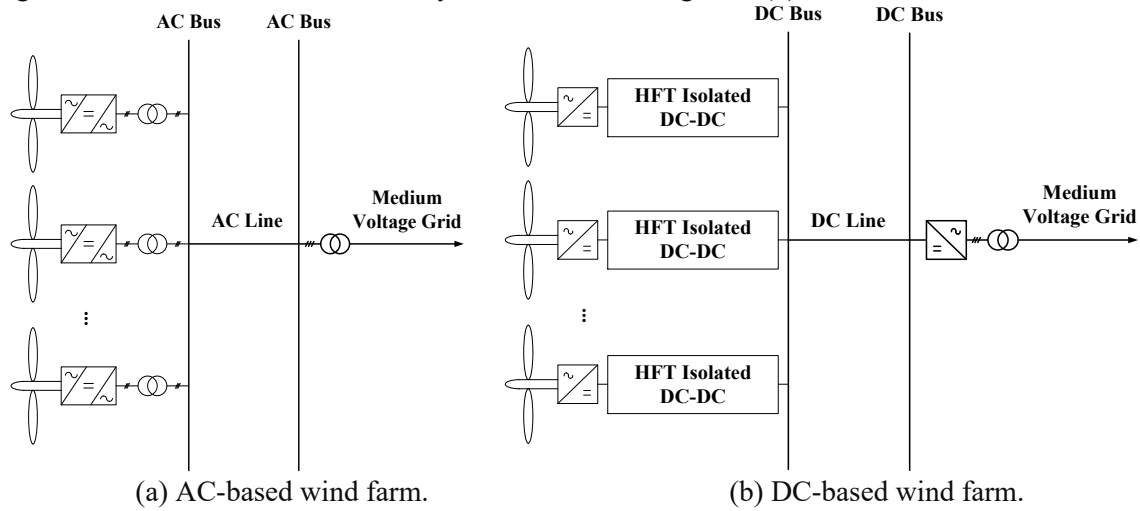 AC Bus
AC Bus
AC Line
Medium
Voltage Grid
(a) AC-based wind farm.
DC Bus
DC Bus
HFT Isolated
DC-DC
HFT Isolated
DC-DC
HFT Isolated
DC-DC
DC Line
Medium
Voltage Grid
(b) DC-based wind farm.